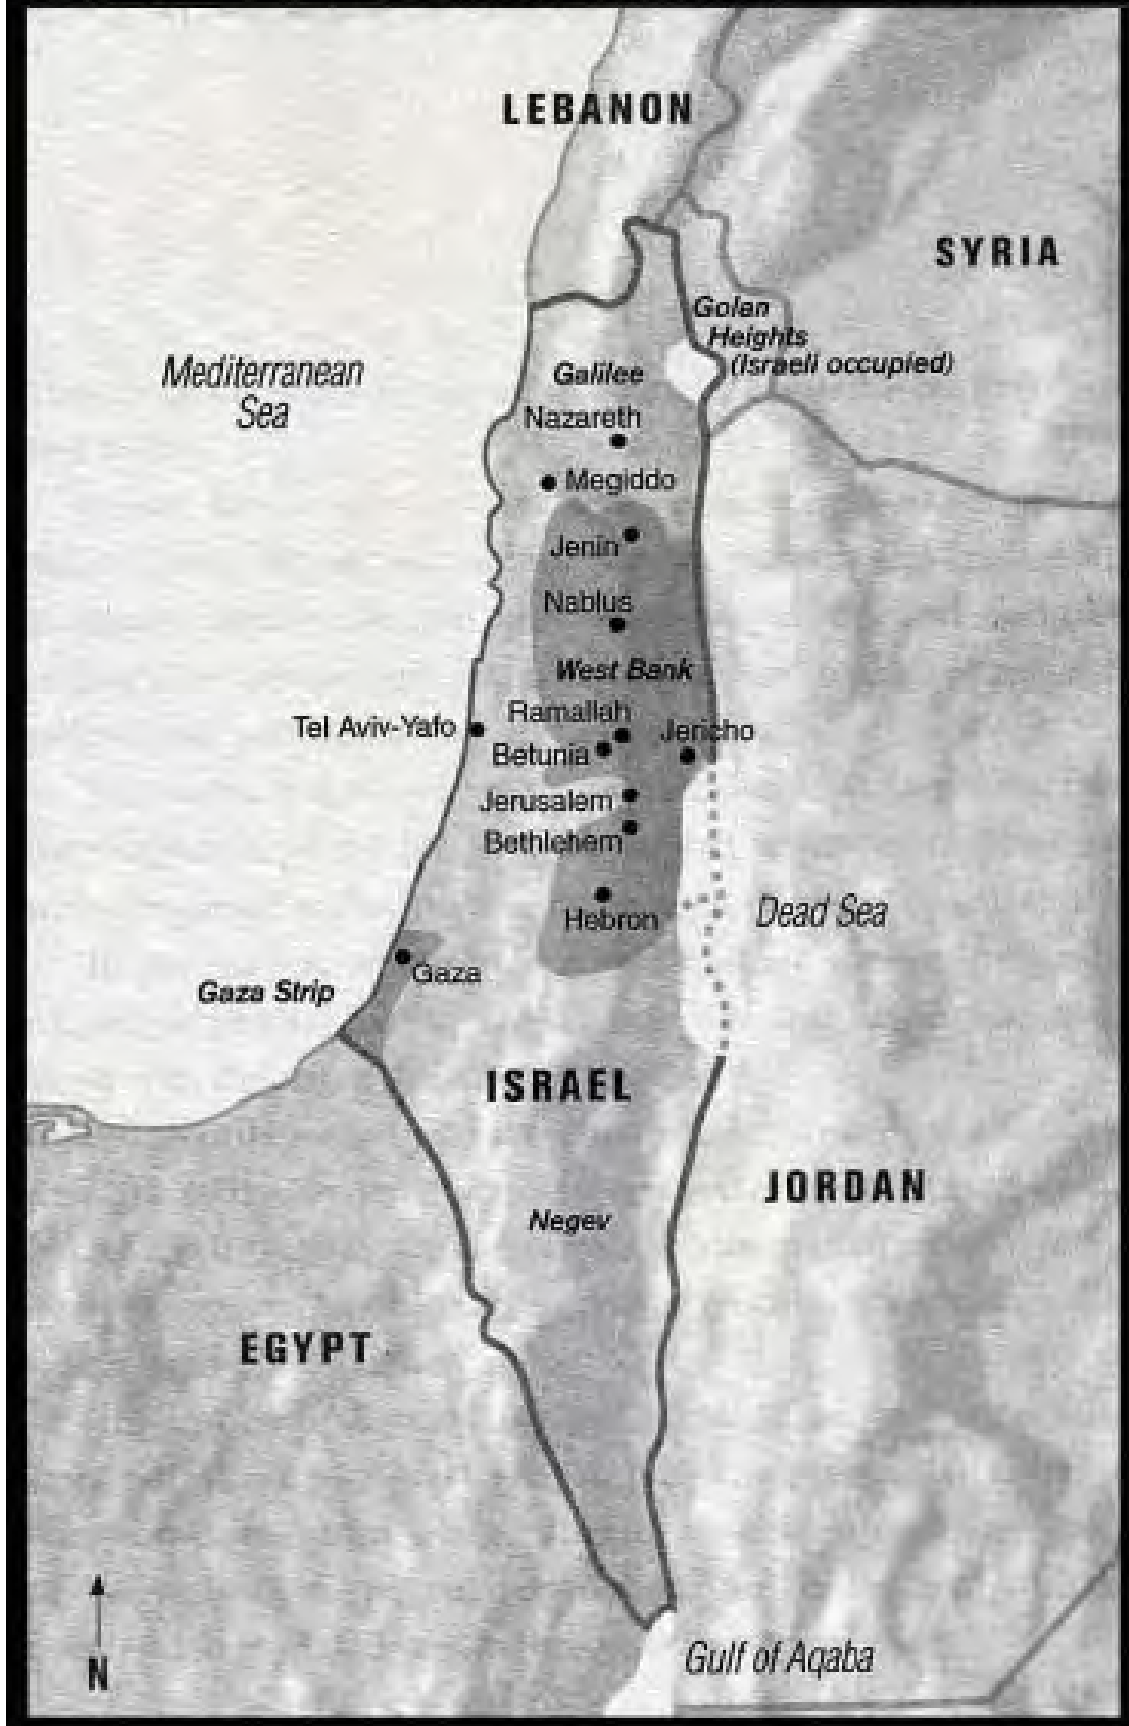 LEBANON
SYRIA
Golan
Heights
(Israeli occupied)
Mediterranean
Sea
Galilee
Nazareth
Megiddo
Jenin
Nablus
West Bank
Ramallah
Tel Aviv-Yafo
Jericho
Betunia
Jerusalem
Bethlehem
Dead Sea
Hebron
Gaza
Gaza Strip
ISRAEL
JORDAN
Negev
EGYPT
N
Gulf of Aqaba